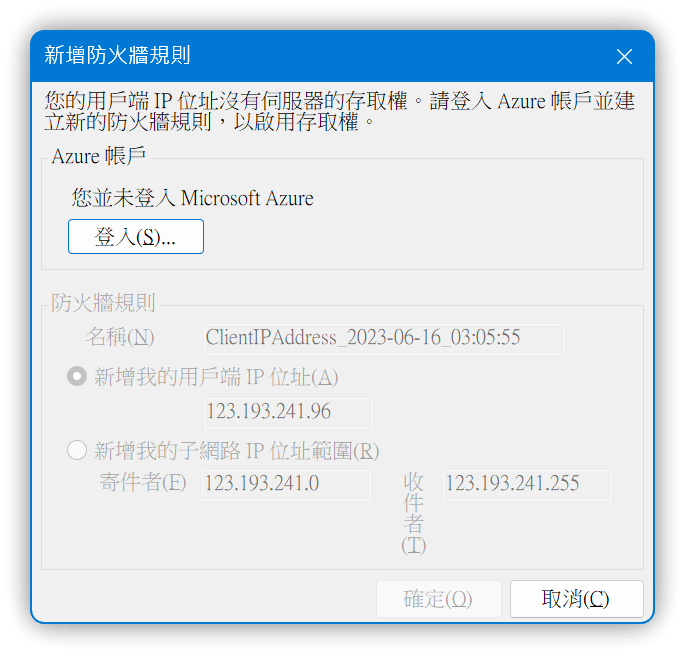 新增防火牆規則
您的用戶端 IP 位址沒有伺服器的存取權。請登入 Azure 帳戶並建
立新的防火牆規則，以啟用存取權。
Azure 帳戶
您並未登入 Microsoft Azure
登入(S)...
防火牆規則
名稱(N) ClientIPAddress_2023-06-16_03:05:55
新增我的用戶端 IP 位址(A)
123.193.241.96
新增我的子網路 IP 位址範圍(R)
寄件者(F) 123.193.241.0 收件者(T) 123.193.241.255
確定(O) 取消(C)